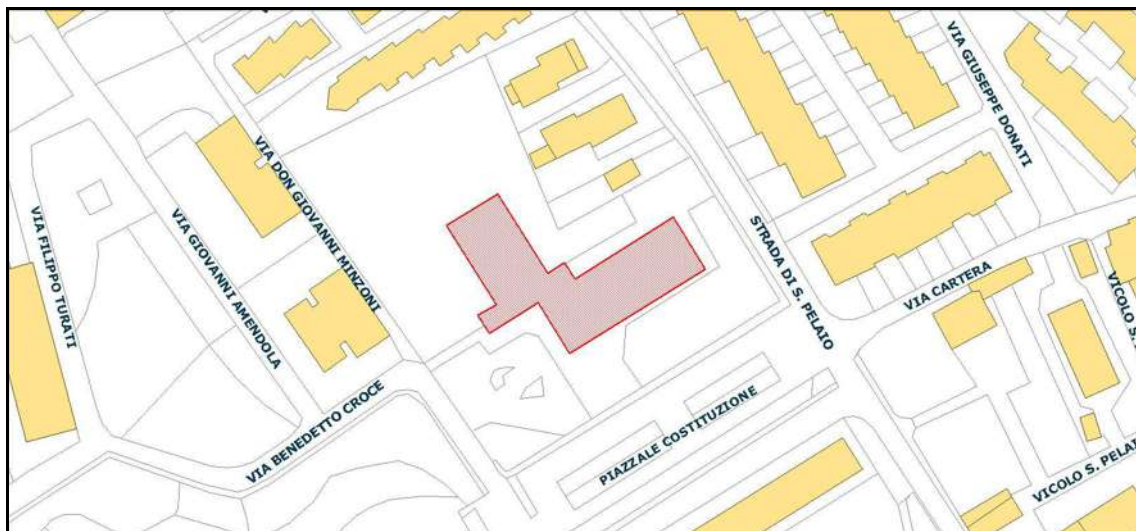 VIA FILIPPO TURATI
VIA GIOVANNI AMENDOLA
VIA DON GIOVANNI MINZONI
VIA BENEDETTO CROCE
PIAZZALE COSTITUZIONE
STRADA DI S. PELAIO
VIA GIUSEPPE DONATI
VIA CARTERA
VICOLO S.
VICOLO S. PELAI